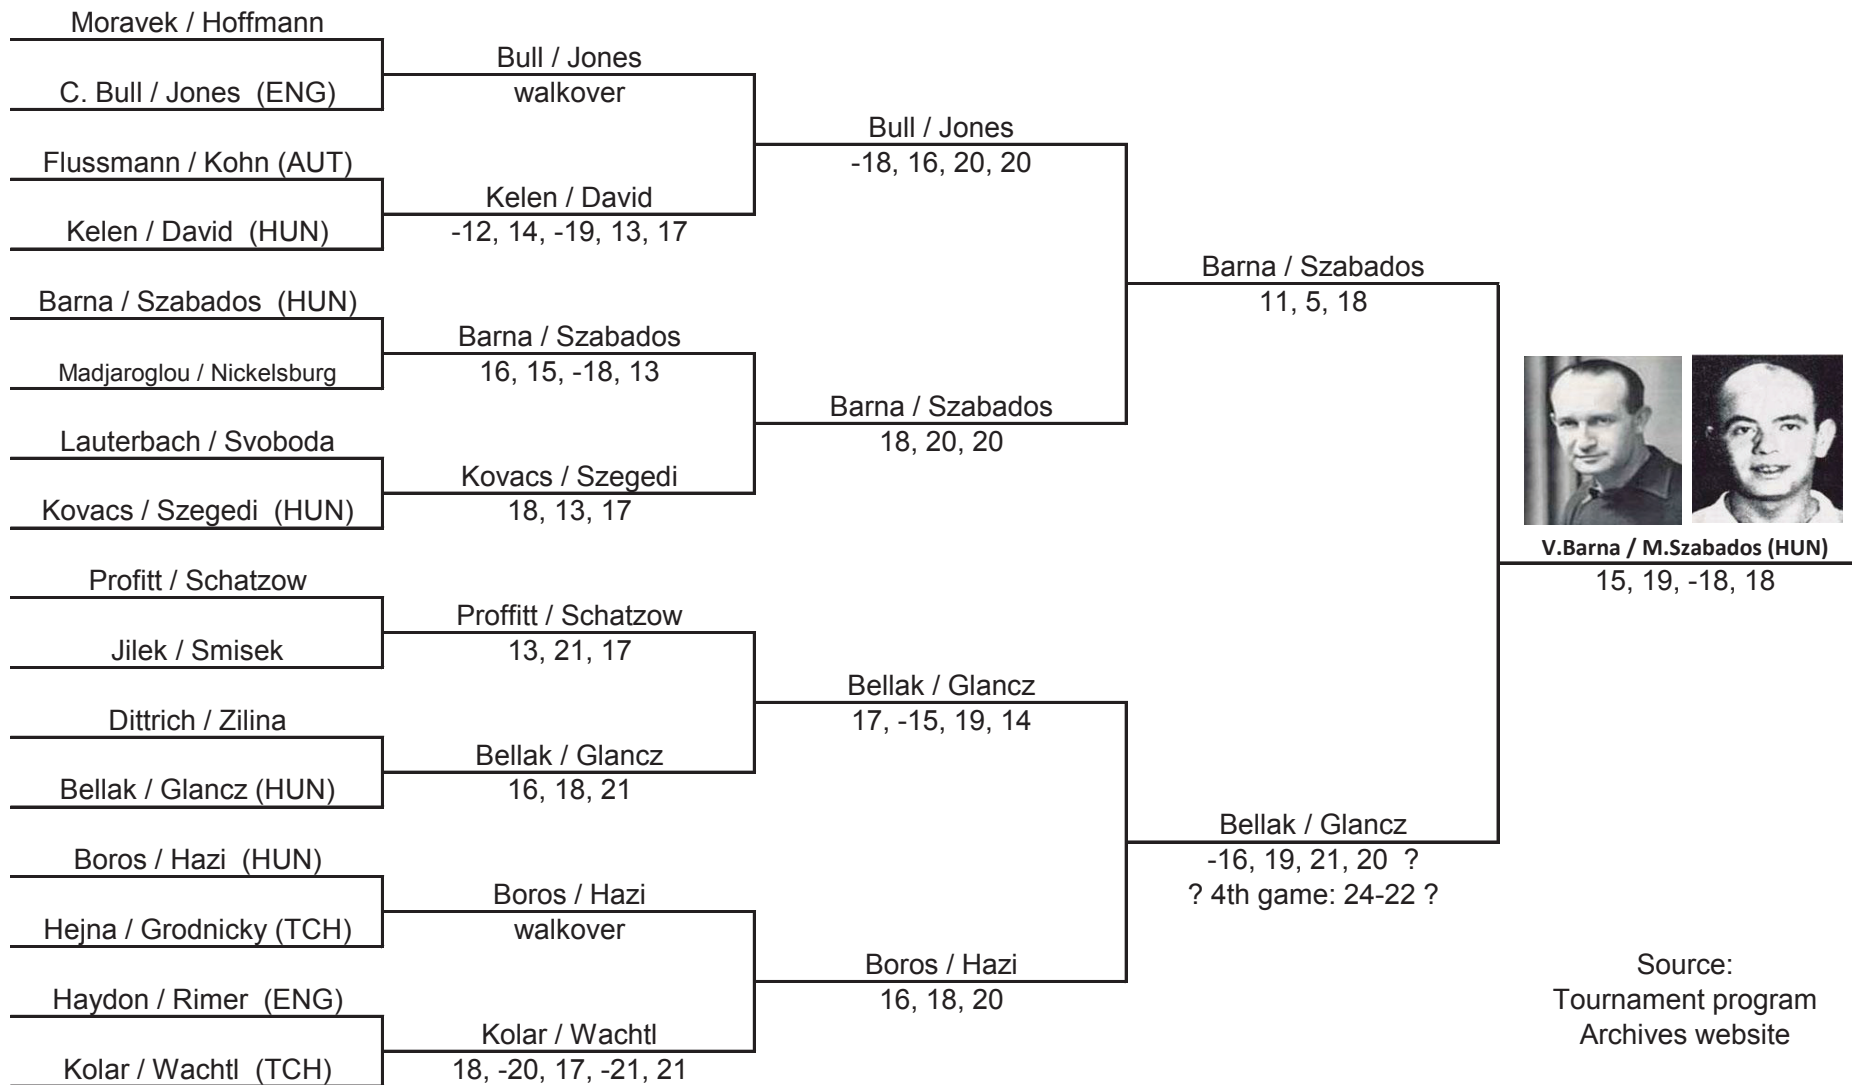 Moravek / Hoffmann
C. Bull / Jones (ENG)
Flussmann / Kohn (AUT)
Kelen / David (HUN)
Barna / Szabados (HUN)
Madjaroglou / Nickelsburg
Lauterbach / Svoboda
Kovacs / Szegedi (HUN)
Profitt / Schatzow
Jilek / Smisek
Dittrich / Zilina
Bellak / Glancz (HUN)
Boros / Hazi (HUN)
Hejna / Grodnicky (TCH)
Haydon / Rimer (ENG)
Kolar / Wachtl (TCH)
Bull / Jones
walkover
Kelen / David
-12, 14, -19, 13, 17
Barna / Szabados
16, 15, -18, 13
Kovacs / Szegedi
18, 13, 17
Proffitt / Schatzow
13, 21, 17
Bellak / Glancz
16, 18, 21
Boros / Hazi
walkover
Kolar / Wachtl
18, -20, 17, -21, 21
Bull / Jones
-18, 16, 20, 20
Barna / Szabados
18, 20, 20
Bellak / Glancz
17, -15, 19, 14
Boros / Hazi
16, 18, 20
Barna / Szabados
11, 5, 18
Bellak / Glancz
-16, 19, 21, 20 ?
? 4th game: 24-22 ?
V.Barna / M.Szabados (HUN)
15, 19, -18, 18
Source:
Tournament program
Archives website